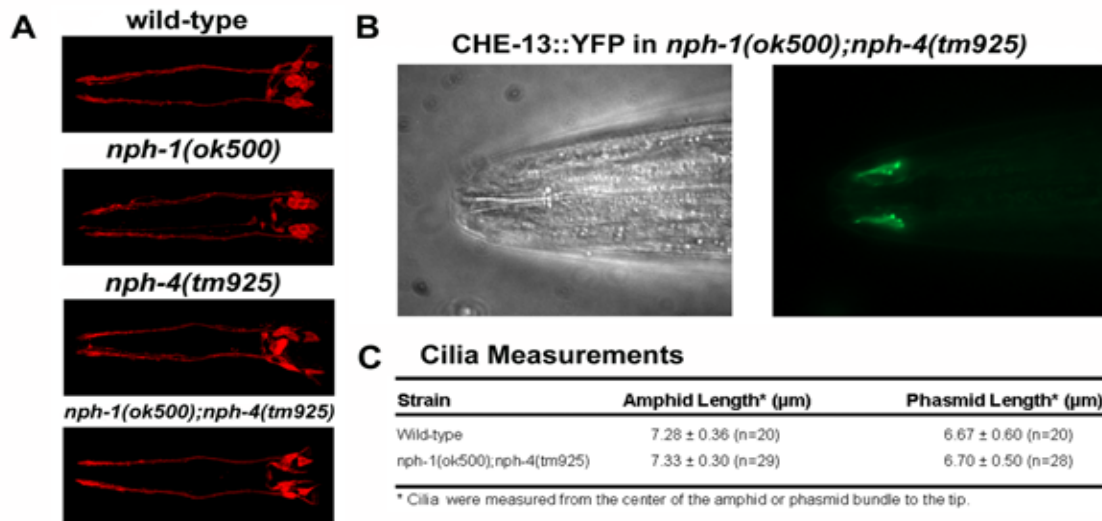 A
wild-type
nph-1(ok500)
nph-4(tm925)
nph-1(ok500);nph-4(tm925)
B
CHE-13::YFP in nph-1(ok500);nph-4(tm925)
C Cilia Measurements
Strain Amphid Length* (µm) Phasmid Length* (µm)
Wild-type 7.28 ± 0.36 (n=20) 6.67 ± 0.60 (n=20)
nph-1(ok500);nph-4(tm925) 7.33 ± 0.30 (n=29) 6.70 ± 0.50 (n=28)
* Cilia were measured from the center of the amphid or phasmid bundle to the tip.